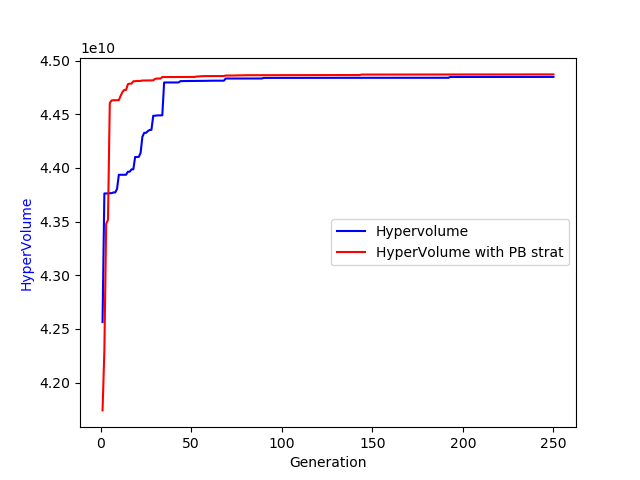 1e10
4.50
4.45
4.40
4.35
4.30
4.25
4.20
HyperVolume
Hypervolume
HyperVolume with PB strat
0 50 100 150 200 250
Generation